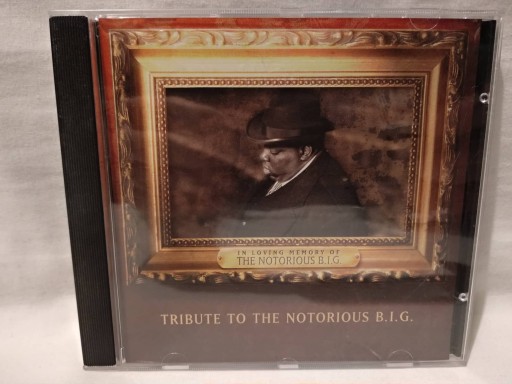 IN LOVING MEMORY OF
THE NOTORIOUS B.I.G.
TRIBUTE TO THE NOTORIOUS B.I.G.